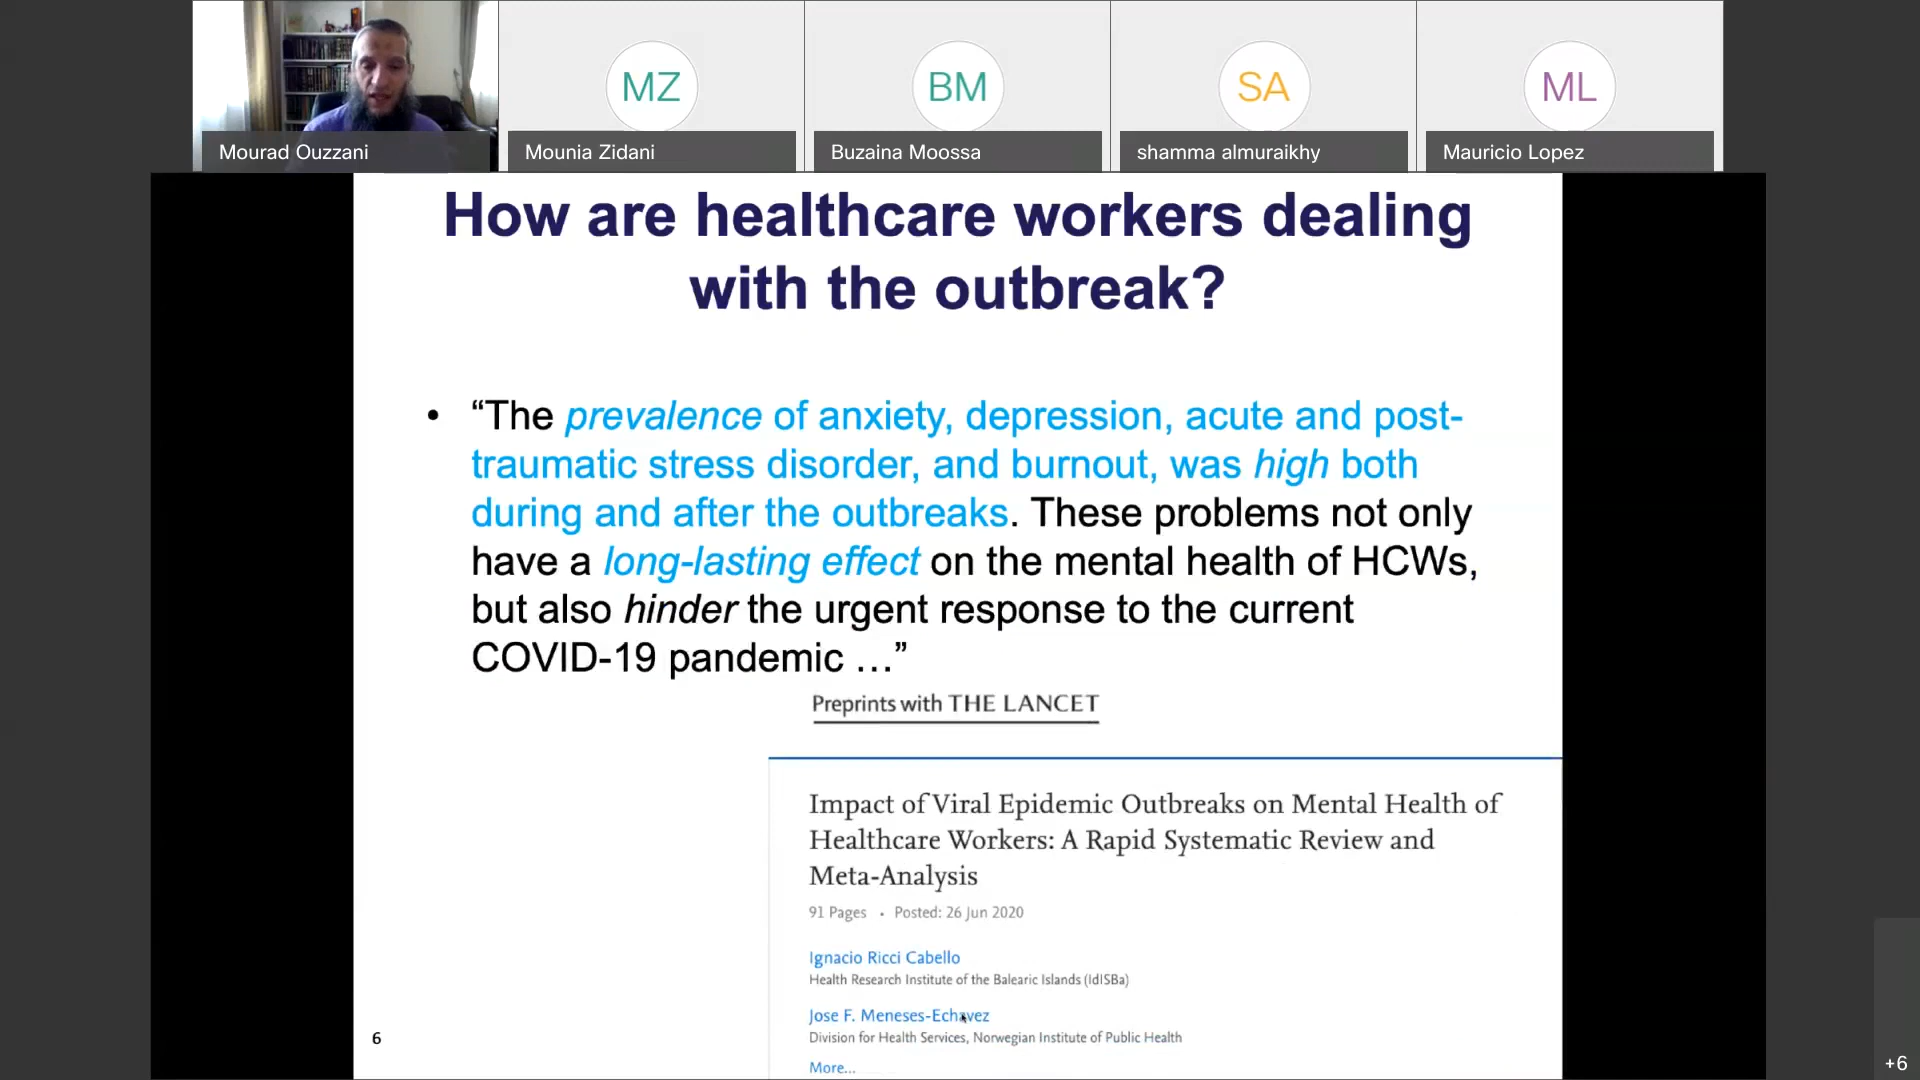 MZ
BM
SA
ML
Mourad Ouzzani
Mounia Zidani
Buzaina Moossa
shamma almuraikhy
Mauricio Lopez
How are healthcare workers dealing
with the outbreak?
• “The prevalence of anxiety, depression, acute and post-
traumatic stress disorder, and burnout, was high both
during and after the outbreaks. These problems not only
have a long-lasting effect on the mental health of HCWs,
but also hinder the urgent response to the current
COVID-19 pandemic …”
Preprints with THE LANCET
Impact of Viral Epidemic Outbreaks on Mental Health of
Healthcare Workers: A Rapid Systematic Review and
Meta-Analysis
91 Pages • Posted: 26 Jun 2020
Ignacio Ricci Cabello
Health Research Institute of the Balearic Islands (IdISBa)
Jose F. Meneses-Echavez
Division for Health Services, Norwegian Institute of Public Health
More...
6
+6